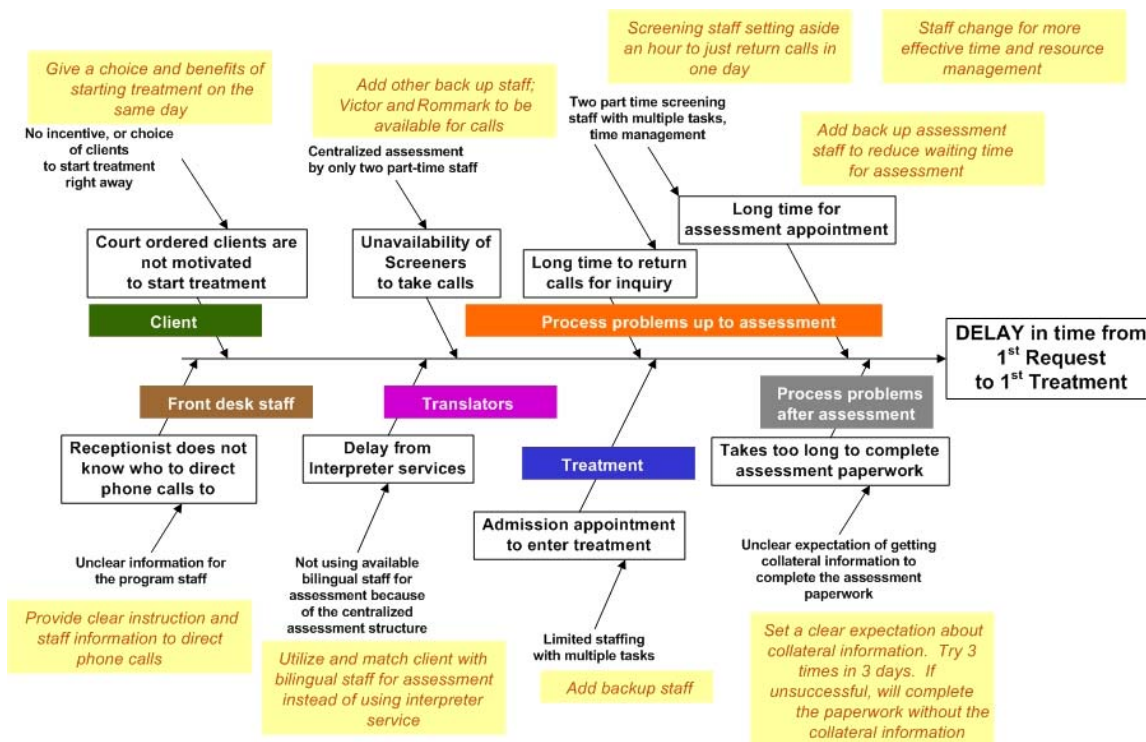 Give a choice and benefits of
starting treatment on the
same day
No incentive, or choice
of clients
to start treatment
right away
Court ordered clients are
not motivated
to start treatment
Client
Add other back up staff;
Victor and Rommark to be
available for calls
Centralized assessment
by only two part-time staff
Unavailability of
Screeners
to take calls
Screening staff setting aside
an hour to just return calls in
one day
Two part time screening
staff with multiple tasks,
time management
Long time to return
calls for inquiry
Staff change for more
effective time and resource
management
Add back up assessment
staff to reduce waiting time
for assessment
Long time for
assessment appointment
Process problems up to assessment
DELAY in time from
1st Request
to 1st Treatment
Front desk staff
Receptionist does not
know who to direct
phone calls to
Unclear information for
the program staff
Provide clear instruction and
staff information to direct
phone calls
Translators
Delay from
Interpreter services
Not using available
bilingual staff for
assessment because
of the centralized
assessment structure
Utilize and match client with
bilingual staff for assessment
instead of using interpreter
service
Treatment
Admission appointment
to enter treatment
Limited staffing
with multiple tasks
Add backup staff
Process problems
after assessment
Takes too long to complete
assessment paperwork
Unclear expectation of getting
collateral information to
complete the assessment
paperwork
Set a clear expectation about
collateral information. Try 3
times in 3 days. If
unsuccessful, will complete
the paperwork without the
collateral information